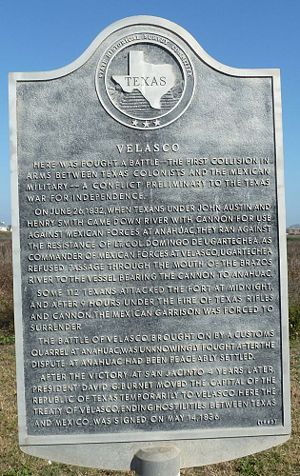 STATE HISTORICAL SURVEY COMMITTEE
TEXAS
VELASCO
HERE WAS FOUGHT A BATTLE—THE FIRST COLLISION IN
ARMS BETWEEN TEXAS COLONISTS AND THE MEXICAN
MILITARY—A CONFLICT PRELIMINARY TO THE TEXAS
WAR FOR INDEPENDENCE.
ON JUNE 26, 1832, WHEN TEXANS UNDER JOHN AUSTIN AND
HENRY SMITH CAME DOWN RIVER WITH CANNON FOR USE
AGAINST MEXICAN FORCES AT ANAHUAC, THEY RAN AGAINST
THE RESISTANCE OF LT. COL. DOMINGO DE UGARTECHEA. AS
COMMANDER OF MEXICAN FORCES AT VELASCO, UGARTECHEA
REFUSED PASSAGE THROUGH THE MOUTH OF THE BRAZOS
RIVER TO THE VESSEL BEARING THE CANNON TO ANAHUAC.
SOME 112 TEXANS ATTACKED THE FORT AT MIDNIGHT,
AND AFTER 9 HOURS UNDER THE FIRE OF TEXAS RIFLES
AND CANNON, THE MEXICAN GARRISON WAS FORCED TO
SURRENDER.
THE BATTLE OF VELASCO, BROUGHT ON BY A CUSTOMS
QUARREL AT ANAHUAC, WAS UNKNOWINGLY FOUGHT AFTER THE
DISPUTE AT ANAHUAC HAD BEEN PEACEABLY SETTLED.
AFTER THE VICTORY AT SAN JACINTO 4 YEARS LATER,
PRESIDENT DAVID G. BURNET MOVED THE CAPITAL OF THE
REPUBLIC OF TEXAS TEMPORARILY TO VELASCO. HERE THE
TREATY OF VELASCO, ENDING HOSTILITIES BETWEEN TEXAS
AND MEXICO, WAS SIGNED ON MAY 14, 1836.